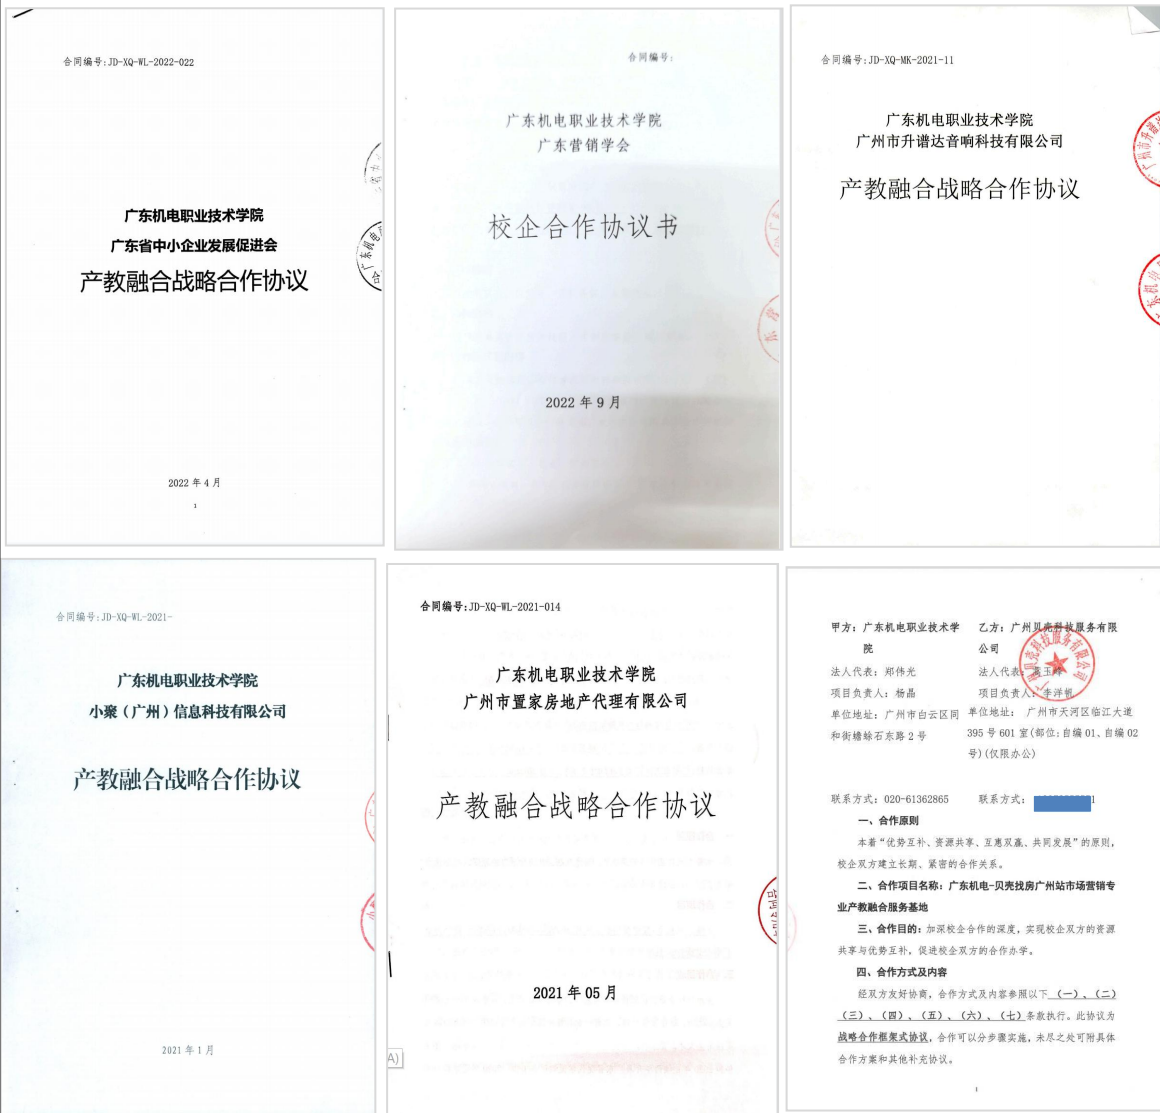 合同编号:JD-XQ-WL-2022-022
广东机电职业技术学院
广东省中小企业发展促进会
产教融合战略合作协议
2022 年 4 月
1
合同编号:
广东机电职业技术学院
广东营销学会
校企合作协议书
2022 年 9 月
合同编号:JD-XQ-MK-2021-11
广东机电职业技术学院
广州市升谱达音响科技有限公司
产教融合战略合作协议
合同编号:JD-XQ-WL-2021-
广东机电职业技术学院
小聚（广州）信息科技有限公司
产教融合战略合作协议
2021 年 1 月
合同编号:JD-XQ-WL-2021-014
广东机电职业技术学院
广州市置家房地产代理有限公司
产教融合战略合作协议
2021 年 05 月
A)
甲方：广东机电职业技术学院
乙方：广州贝壳科技服务有限公司
法人代表：郑伟光
法人代表：高玉峰
项目负责人：杨晶
项目负责人：李洋帆
单位地址：广州市白云区同和街蟾蜍石东路 2 号
单位地址： 广州市天河区临江大道 395 号 601 室(部位:自编 01、自编 02 号)(仅限办公)
联系方式：020-61362865
联系方式：
1
一、合作原则
本着“优势互补、资源共享、互惠双赢、共同发展”的原则，
校企双方建立长期、紧密的合作关系。
二、合作项目名称：广东机电-贝壳找房广州站市场营销专
业产教融合服务基地
三、合作目的：加深校企合作的深度，实现校企双方的资源
共享与优势互补，促进校企双方的合作办学。
四、合作方式及内容
经双方友好协商，合作方式及内容参照以下（一）、（二）
（三）、（四）、（五）、（六）、（七）条款执行。此协议为
战略合作框架式协议，合作可以分步骤实施，未尽之处可附具体
合作方案和其他补充协议。